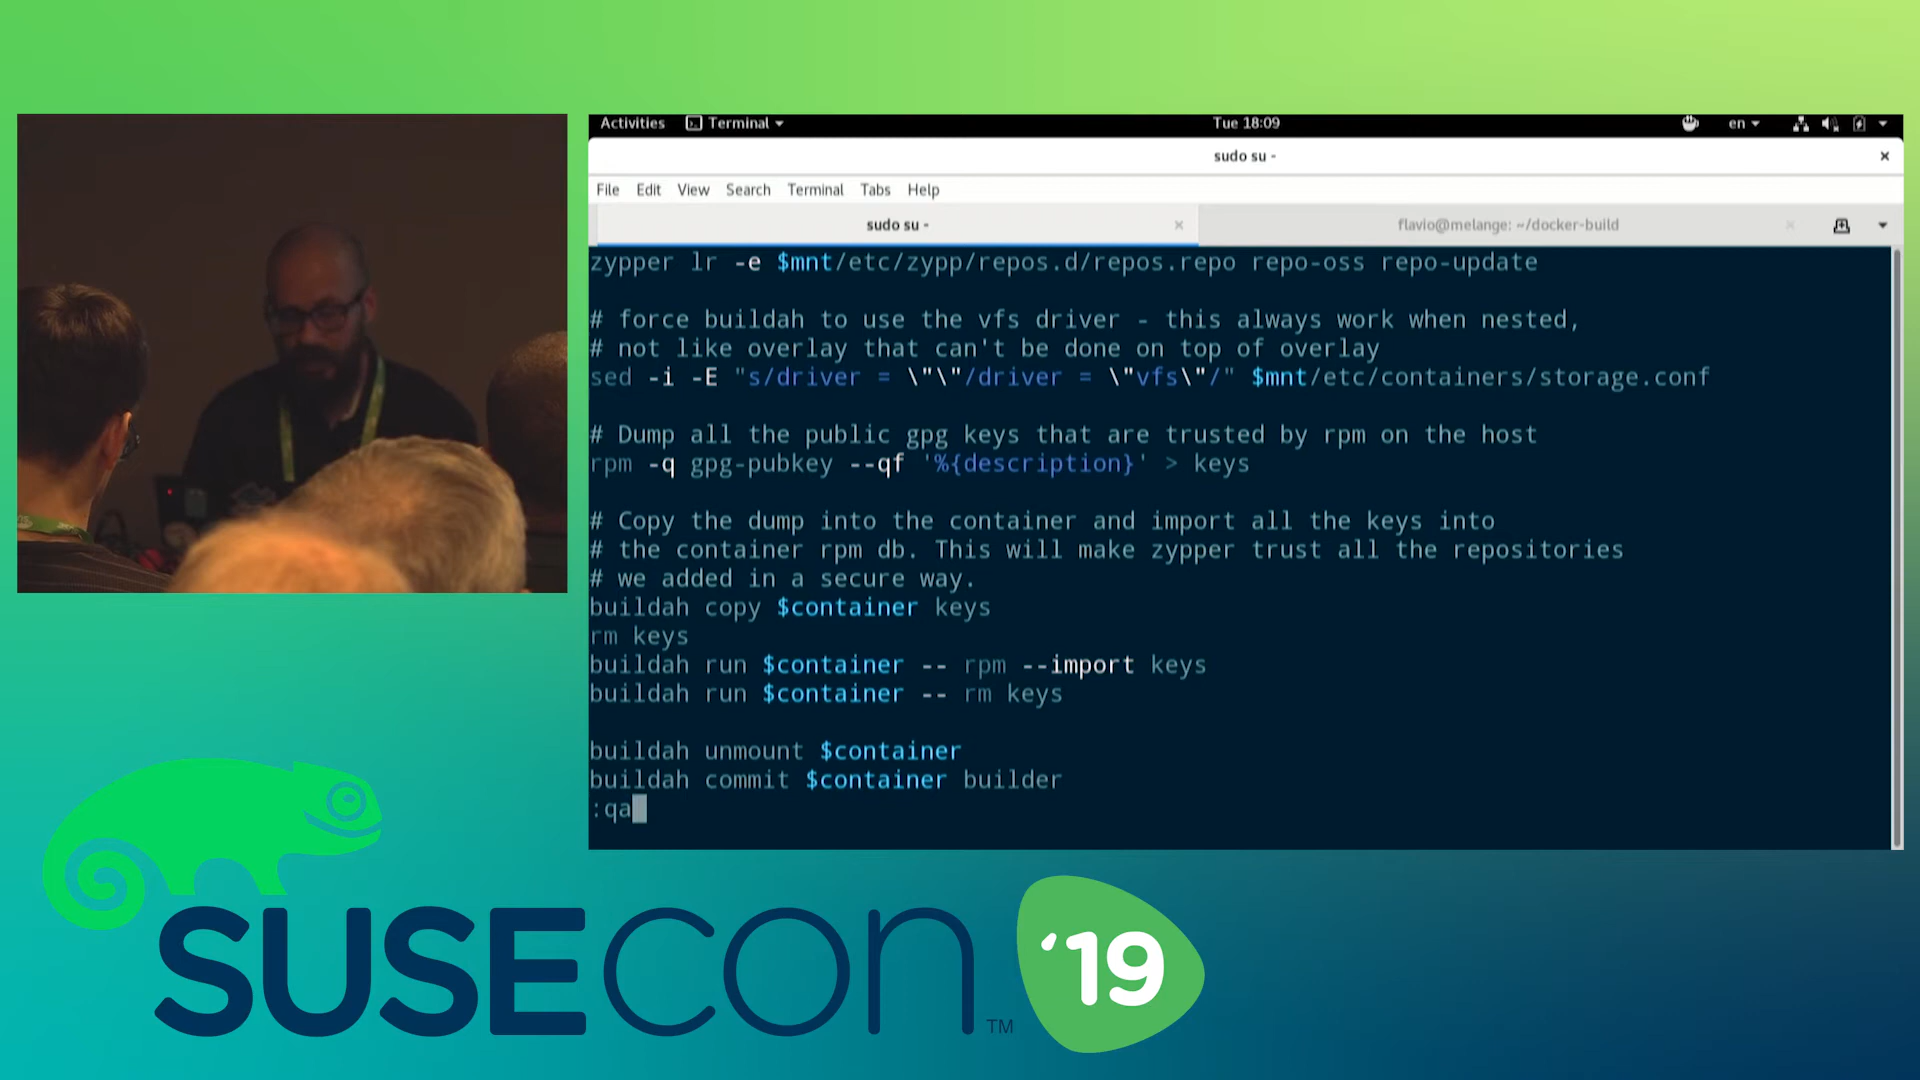 Activities Terminal Tue 18:09 en
sudo su -
File Edit View Search Terminal Tabs Help
sudo su - flavio@melange: ~/docker-build
zypper lr -e $mnt/etc/zypp/repos.d/repos.repo repo-oss repo-update
# force buildah to use the vfs driver - this always work when nested,
# not like overlay that can't be done on top of overlay
sed -i -E "s/driver = \"\"/driver = \"vfs\"/" $mnt/etc/containers/storage.conf
# Dump all the public gpg keys that are trusted by rpm on the host
rpm -q gpg-pubkey --qf '%{description}' > keys
# Copy the dump into the container and import all the keys into
# the container rpm db. This will make zypper trust all the repositories
# we added in a secure way.
buildah copy $container keys
rm keys
buildah run $container -- rpm --import keys
buildah run $container -- rm keys
buildah unmount $container
buildah commit $container builder
:qa
SUSECON ™ '19